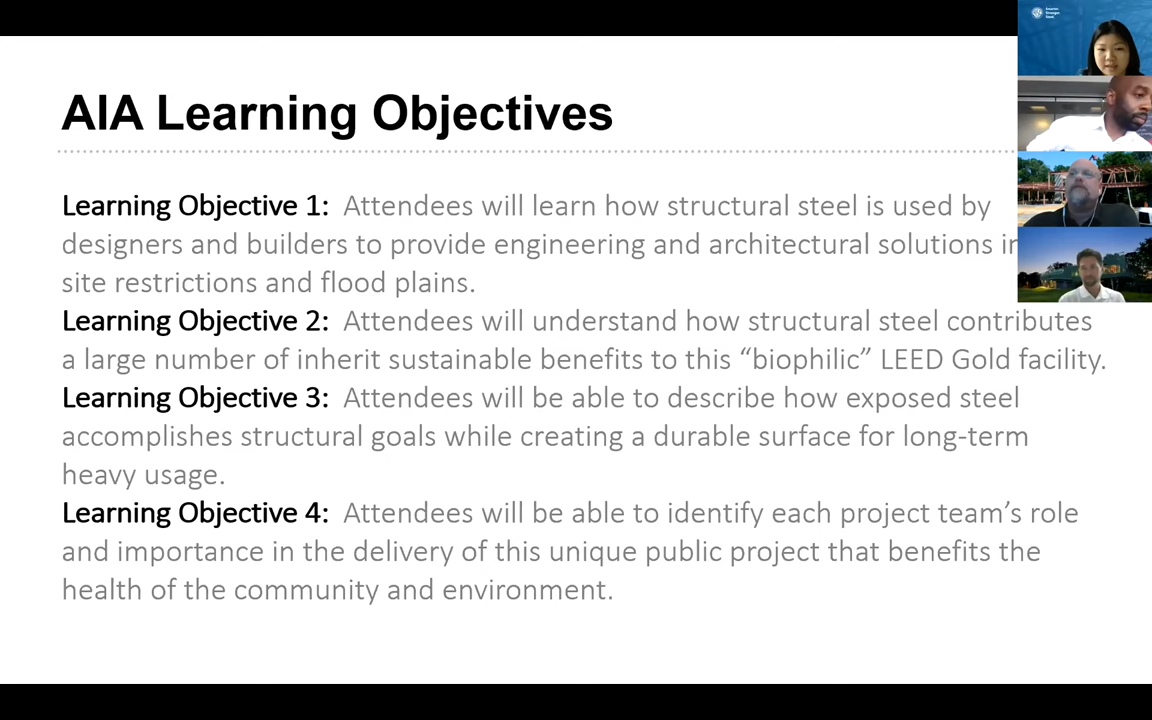 AIA Learning Objectives
Learning Objective 1: Attendees will learn how structural steel is used by
designers and builders to provide engineering and architectural solutions in
site restrictions and flood plains.
Learning Objective 2: Attendees will understand how structural steel contributes
a large number of inherit sustainable benefits to this “biophilic” LEED Gold facility.
Learning Objective 3: Attendees will be able to describe how exposed steel
accomplishes structural goals while creating a durable surface for long-term
heavy usage.
Learning Objective 4: Attendees will be able to identify each project team’s role
and importance in the delivery of this unique public project that benefits the
health of the community and environment.
Smarter.
Stronger.
Steel.